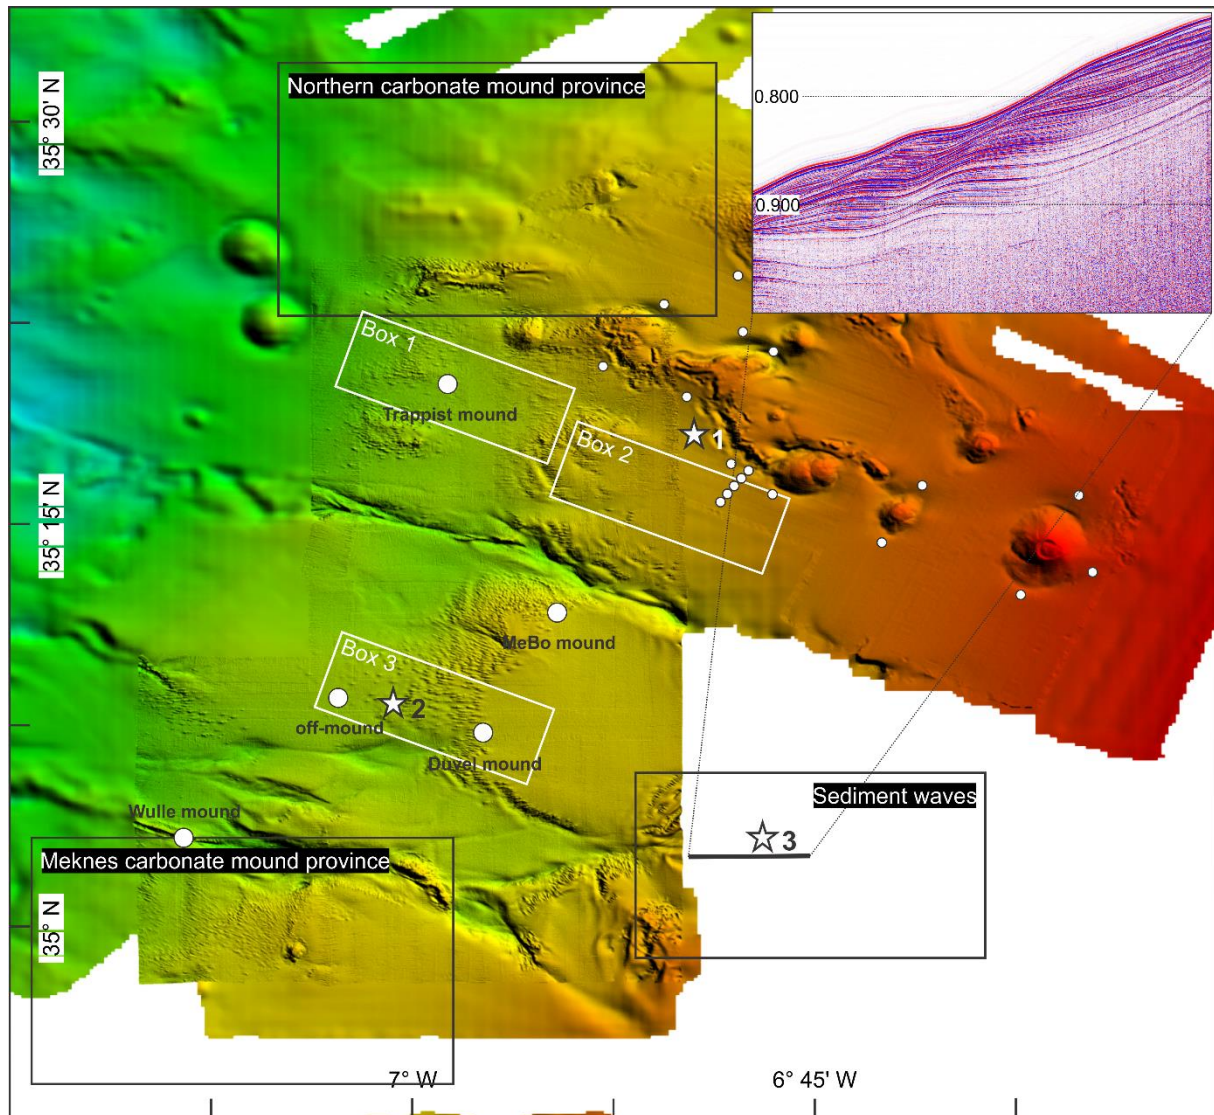 Northern carbonate mound province
0.800
35° 30' N
0.900
Box 1
Trappist mound
1
Box 2
35° 15' N
MeBo mound
Box 3
2
off-mound
Duvel mound
Sediment waves
Wulle mound
3
Meknes carbonate mound province
35° N
7° W
6° 45' W